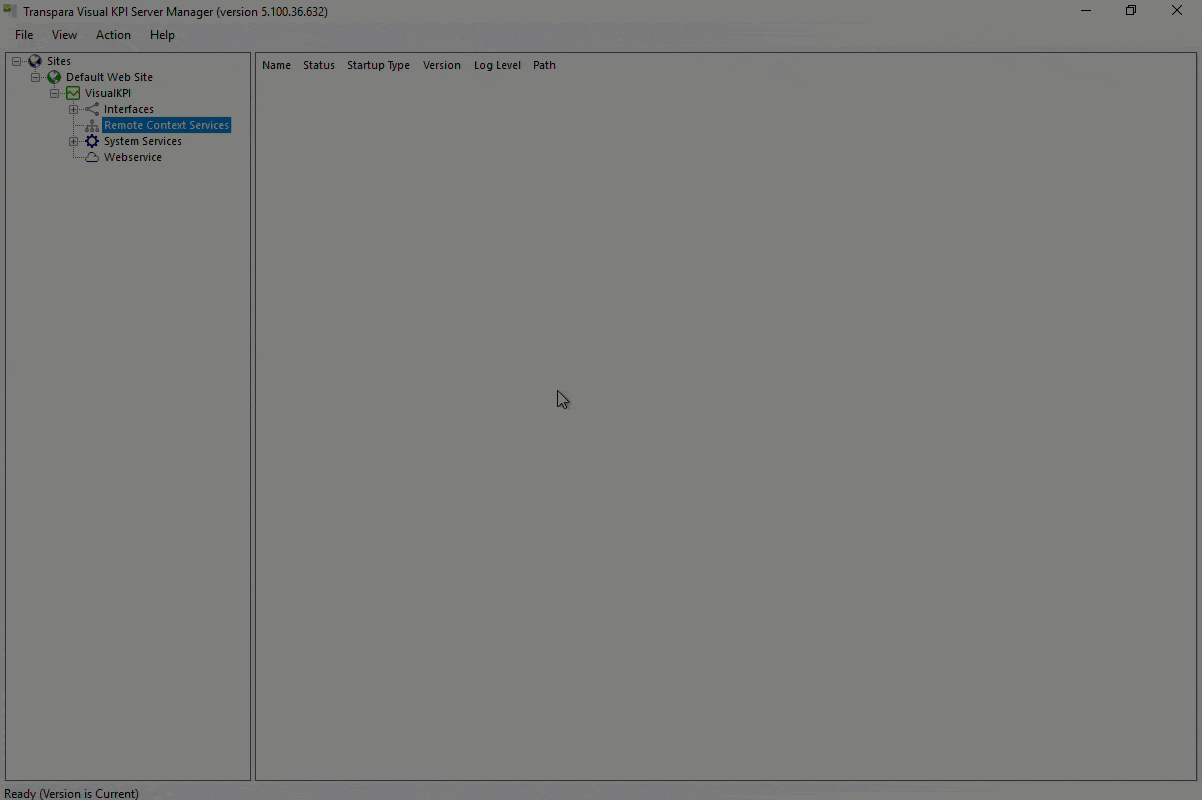 Transpara Visual KPI Server Manager (version 5.100.36.632)
File View Action Help
Sites
Default Web Site
VisualKPI
Interfaces
Remote Context Services
System Services
Webservice
Name Status Startup Type Version Log Level Path
Ready (Version is Current)